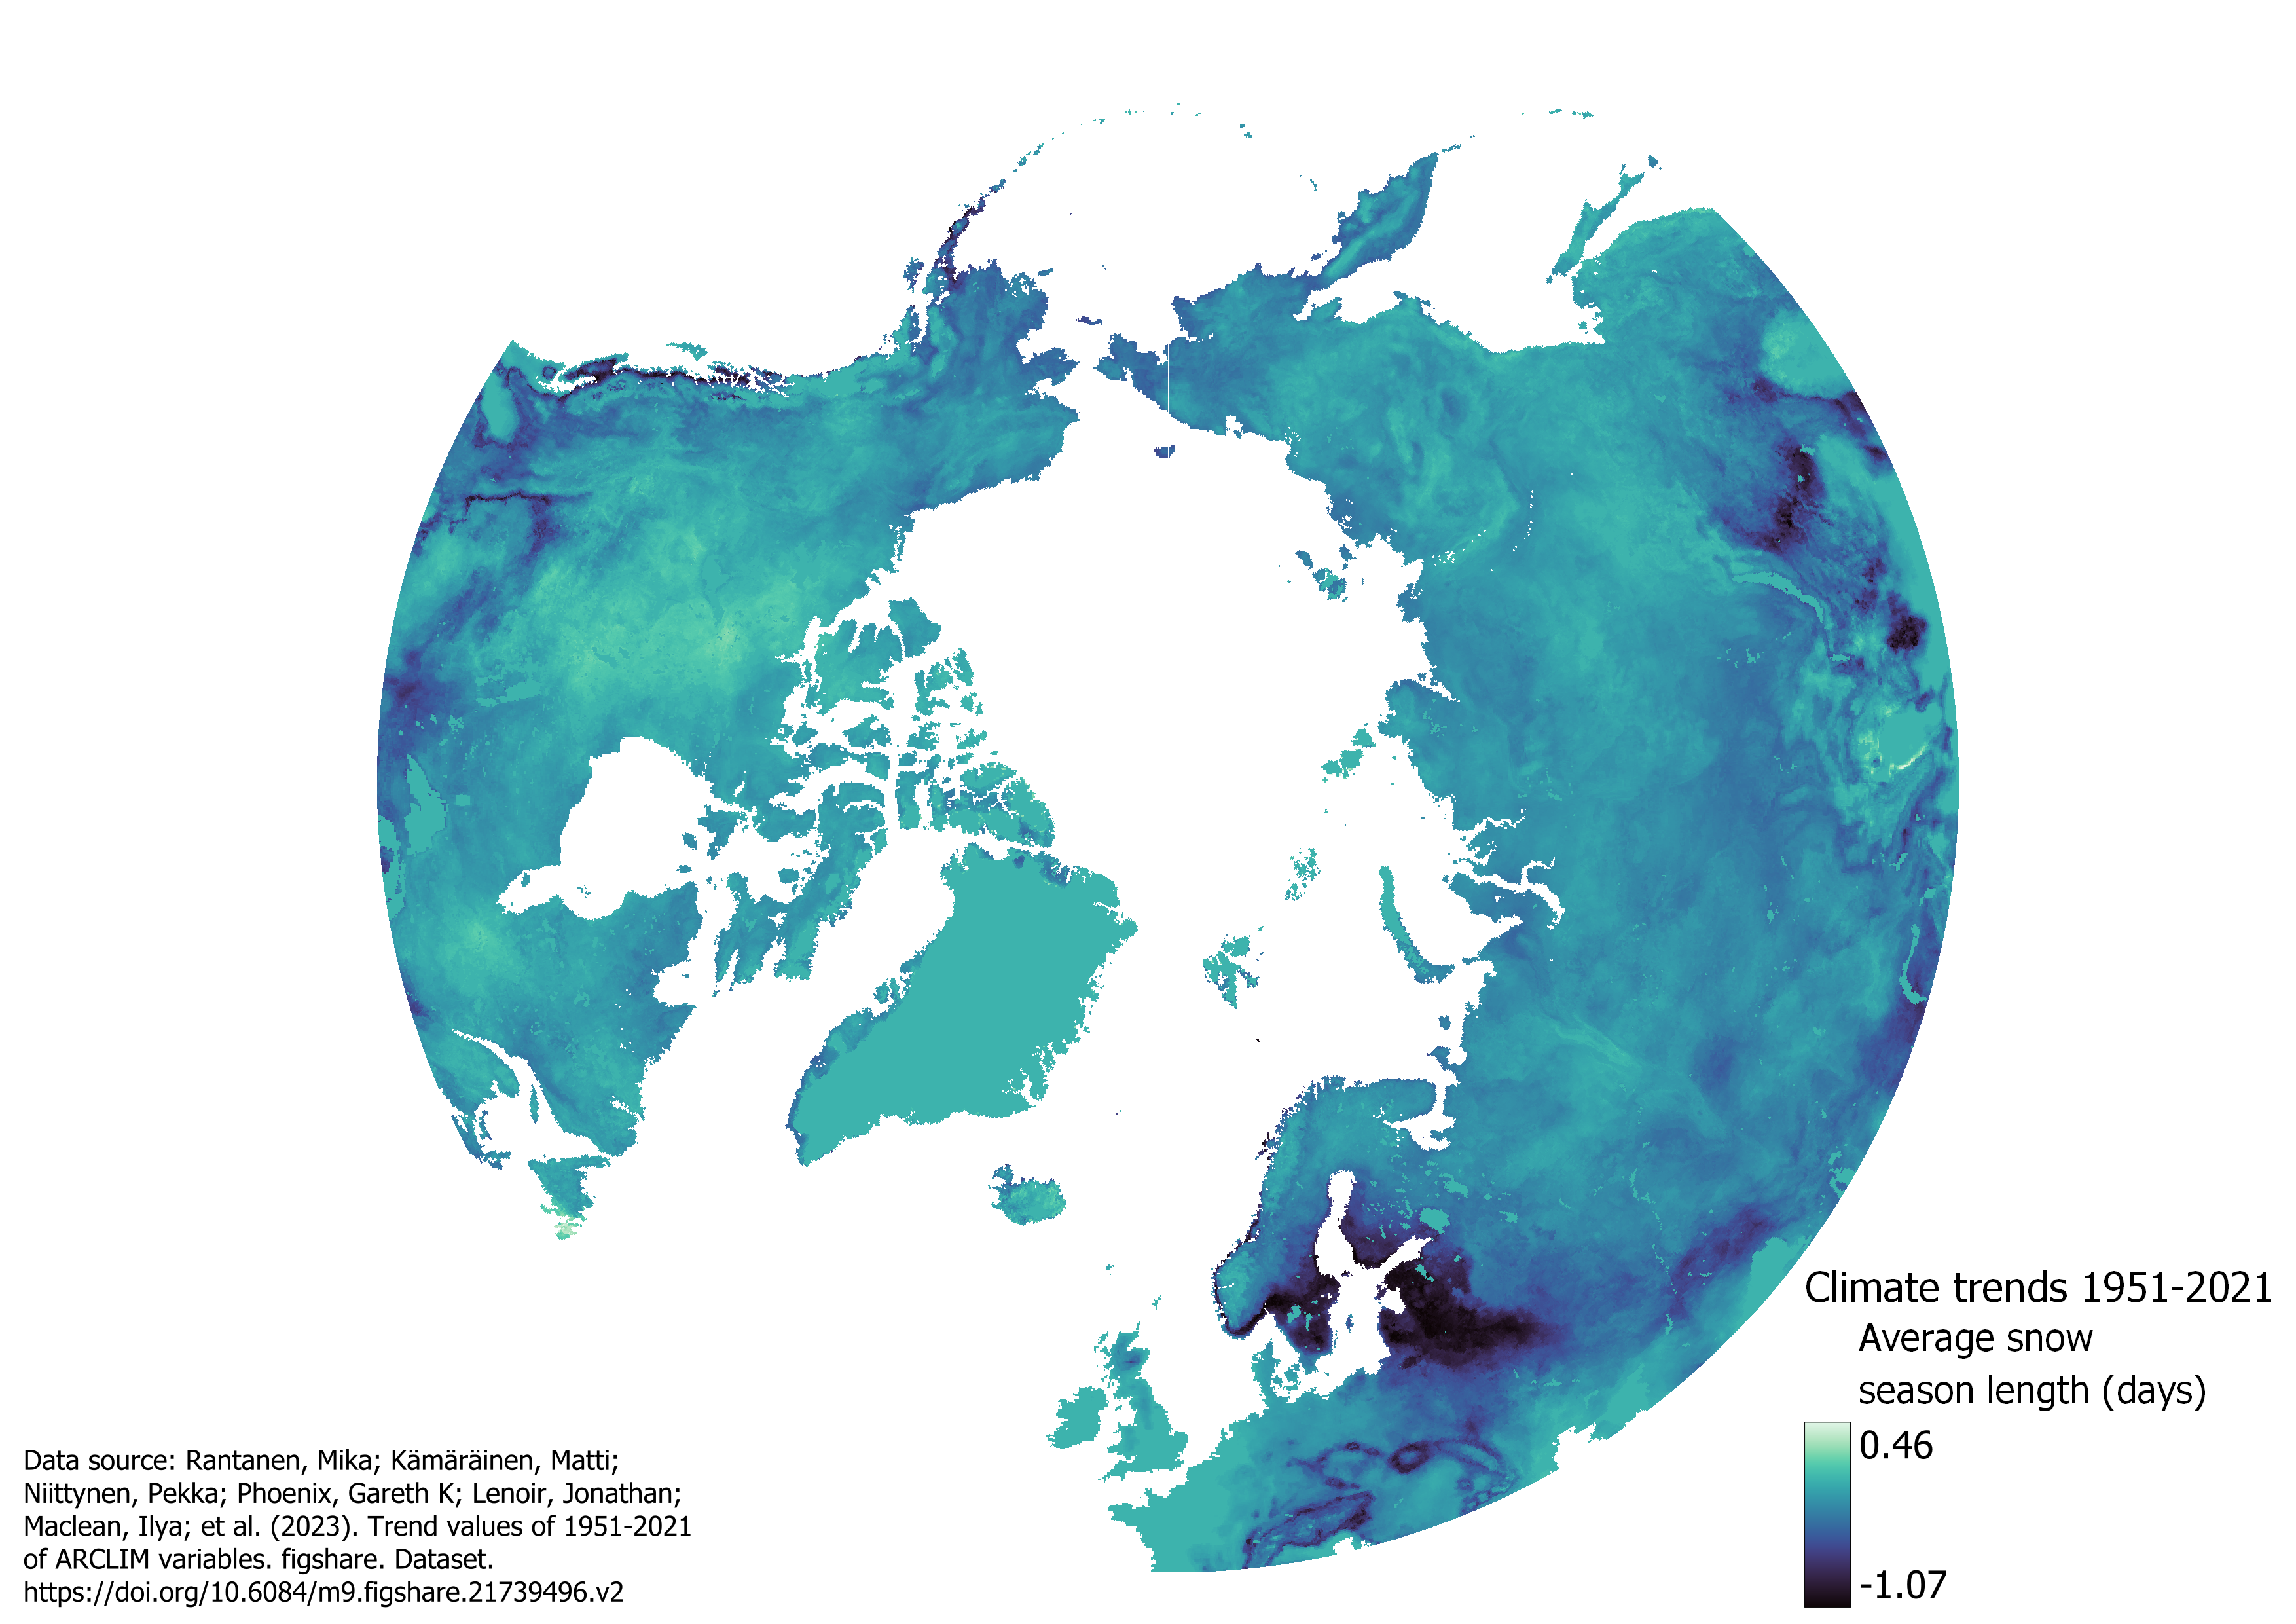 Climate trends 1951-2021
Average snow
season length (days)
0.46
-1.07
Data source: Rantanen, Mika; Kämäräinen, Matti;
Niittynen, Pekka; Phoenix, Gareth K; Lenoir, Jonathan;
Maclean, Ilya; et al. (2023). Trend values of 1951-2021
of ARCLIM variables. figshare. Dataset.
https://doi.org/10.6084/m9.figshare.21739496.v2